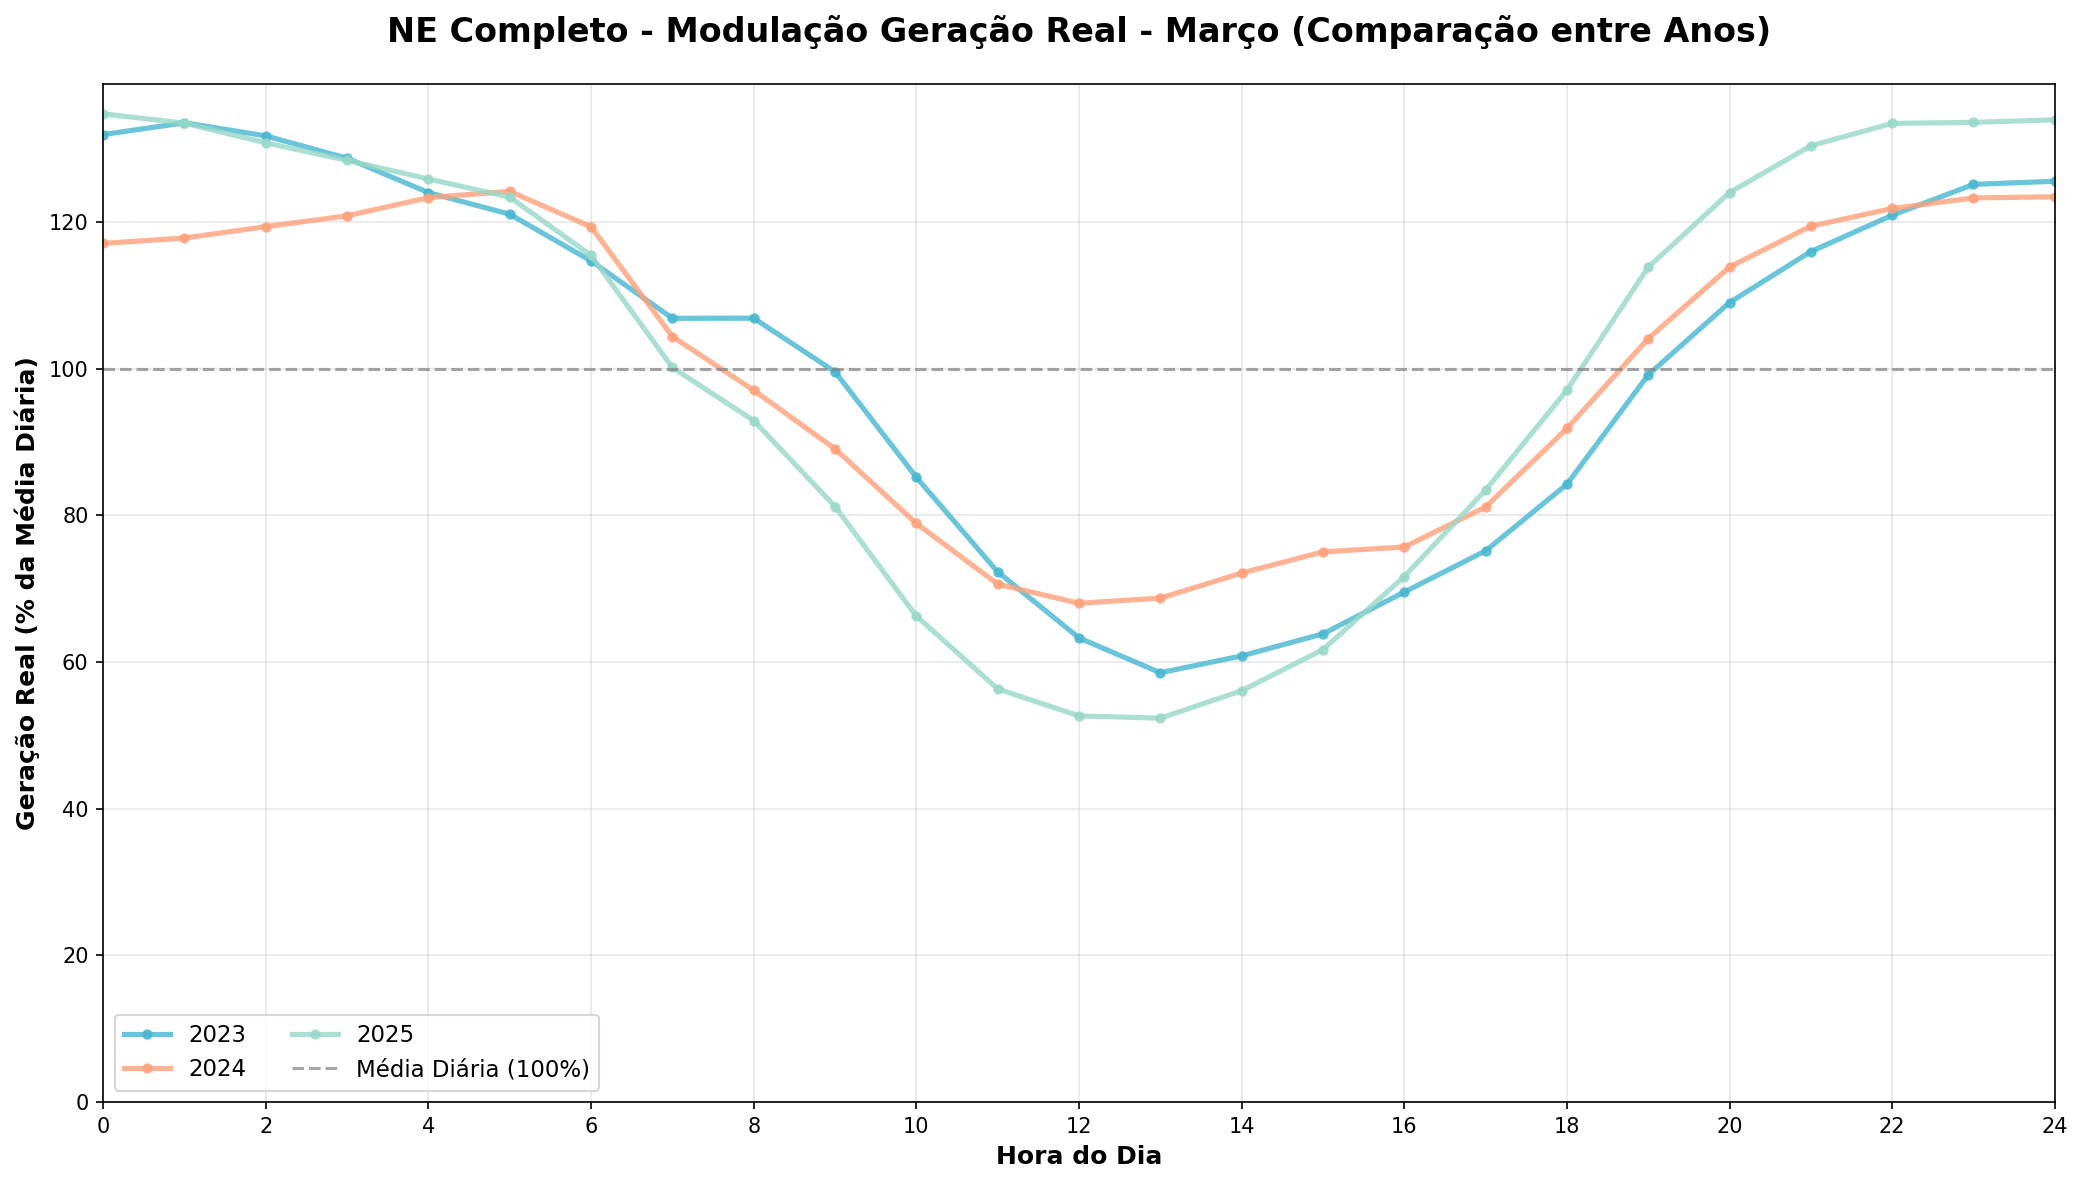 NE Completo - Modulação Geração Real - Março (Comparação entre Anos)
Geração Real (% da Média Diária)
120
100
80
60
40
20
0
2023
2024
2025
Média Diária (100%)
0 2 4 6 8 10 12 14 16 18 20 22 24
Hora do Dia